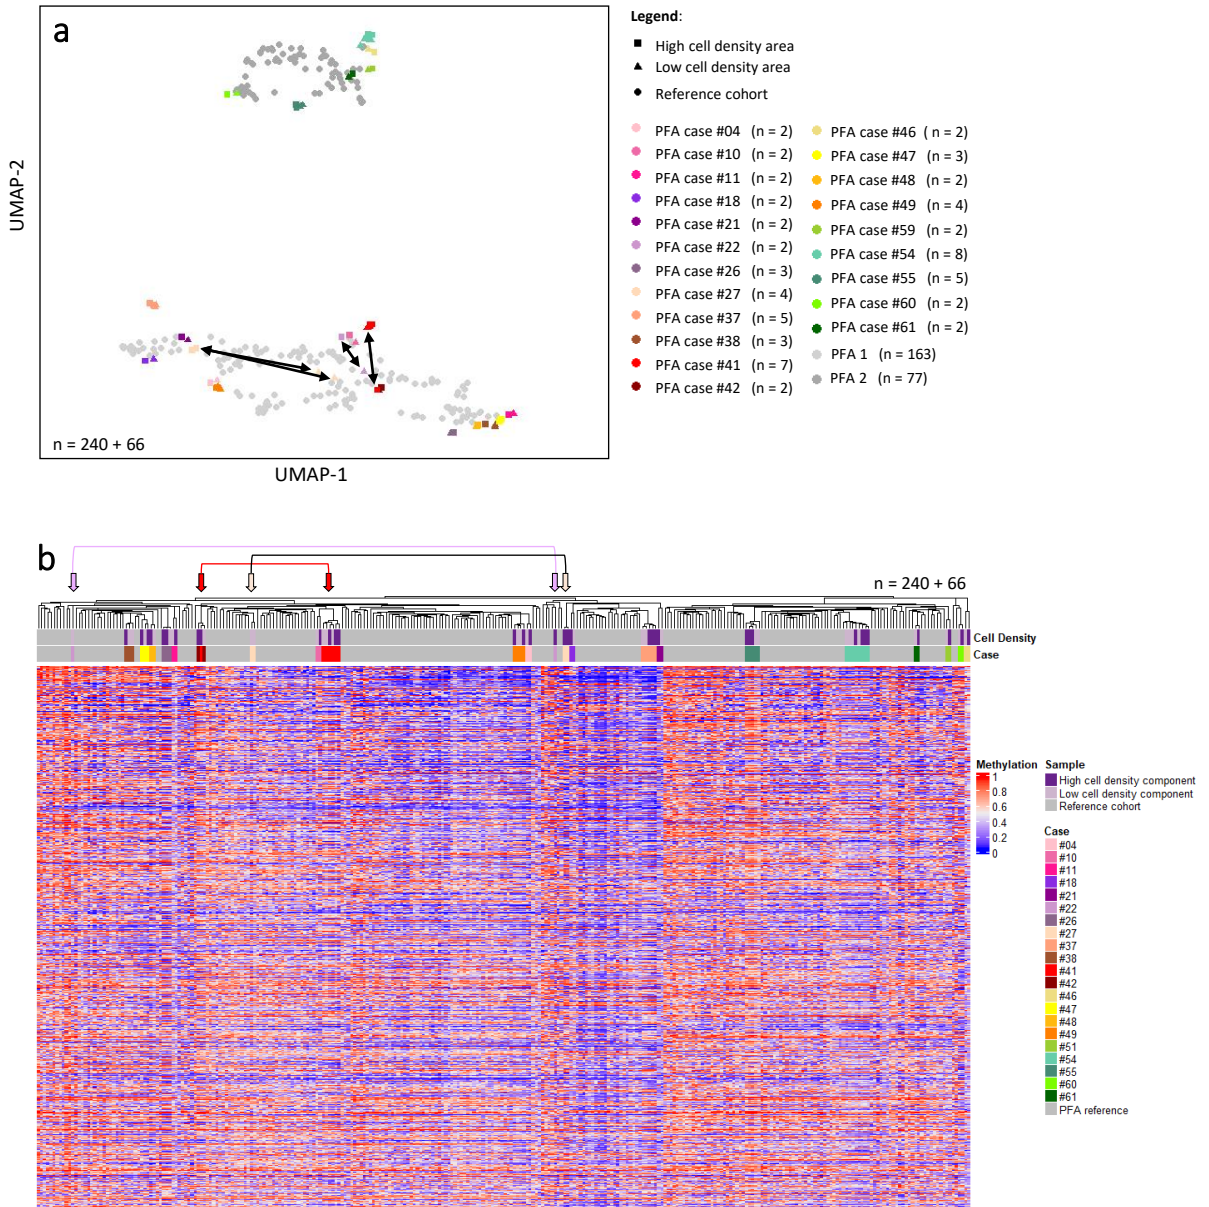 a
UMAP-2
n = 240 + 66
UMAP-1
Legend:
High cell density area
Low cell density area
Reference cohort
PFA case #04 (n = 2)
PFA case #10 (n = 2)
PFA case #11 (n = 2)
PFA case #18 (n = 2)
PFA case #21 (n = 2)
PFA case #22 (n = 2)
PFA case #26 (n = 3)
PFA case #27 (n = 4)
PFA case #37 (n = 5)
PFA case #38 (n = 3)
PFA case #41 (n = 7)
PFA case #42 (n = 2)
PFA case #46 ( n = 2)
PFA case #47 (n = 3)
PFA case #48 (n = 2)
PFA case #49 (n = 4)
PFA case #59 (n = 2)
PFA case #54 (n = 8)
PFA case #55 (n = 5)
PFA case #60 (n = 2)
PFA case #61 (n = 2)
PFA 1 (n = 163)
PFA 2 (n = 77)
b
n = 240 + 66
Cell Density
Case
Methylation
1
0.8
0.6
0.4
0.2
0
Sample
High cell density component
Low cell density component
Reference cohort
Case
#04
#10
#11
#18
#21
#22
#26
#27
#37
#38
#41
#42
#46
#47
#48
#49
#51
#54
#55
#60
#61
PFA reference